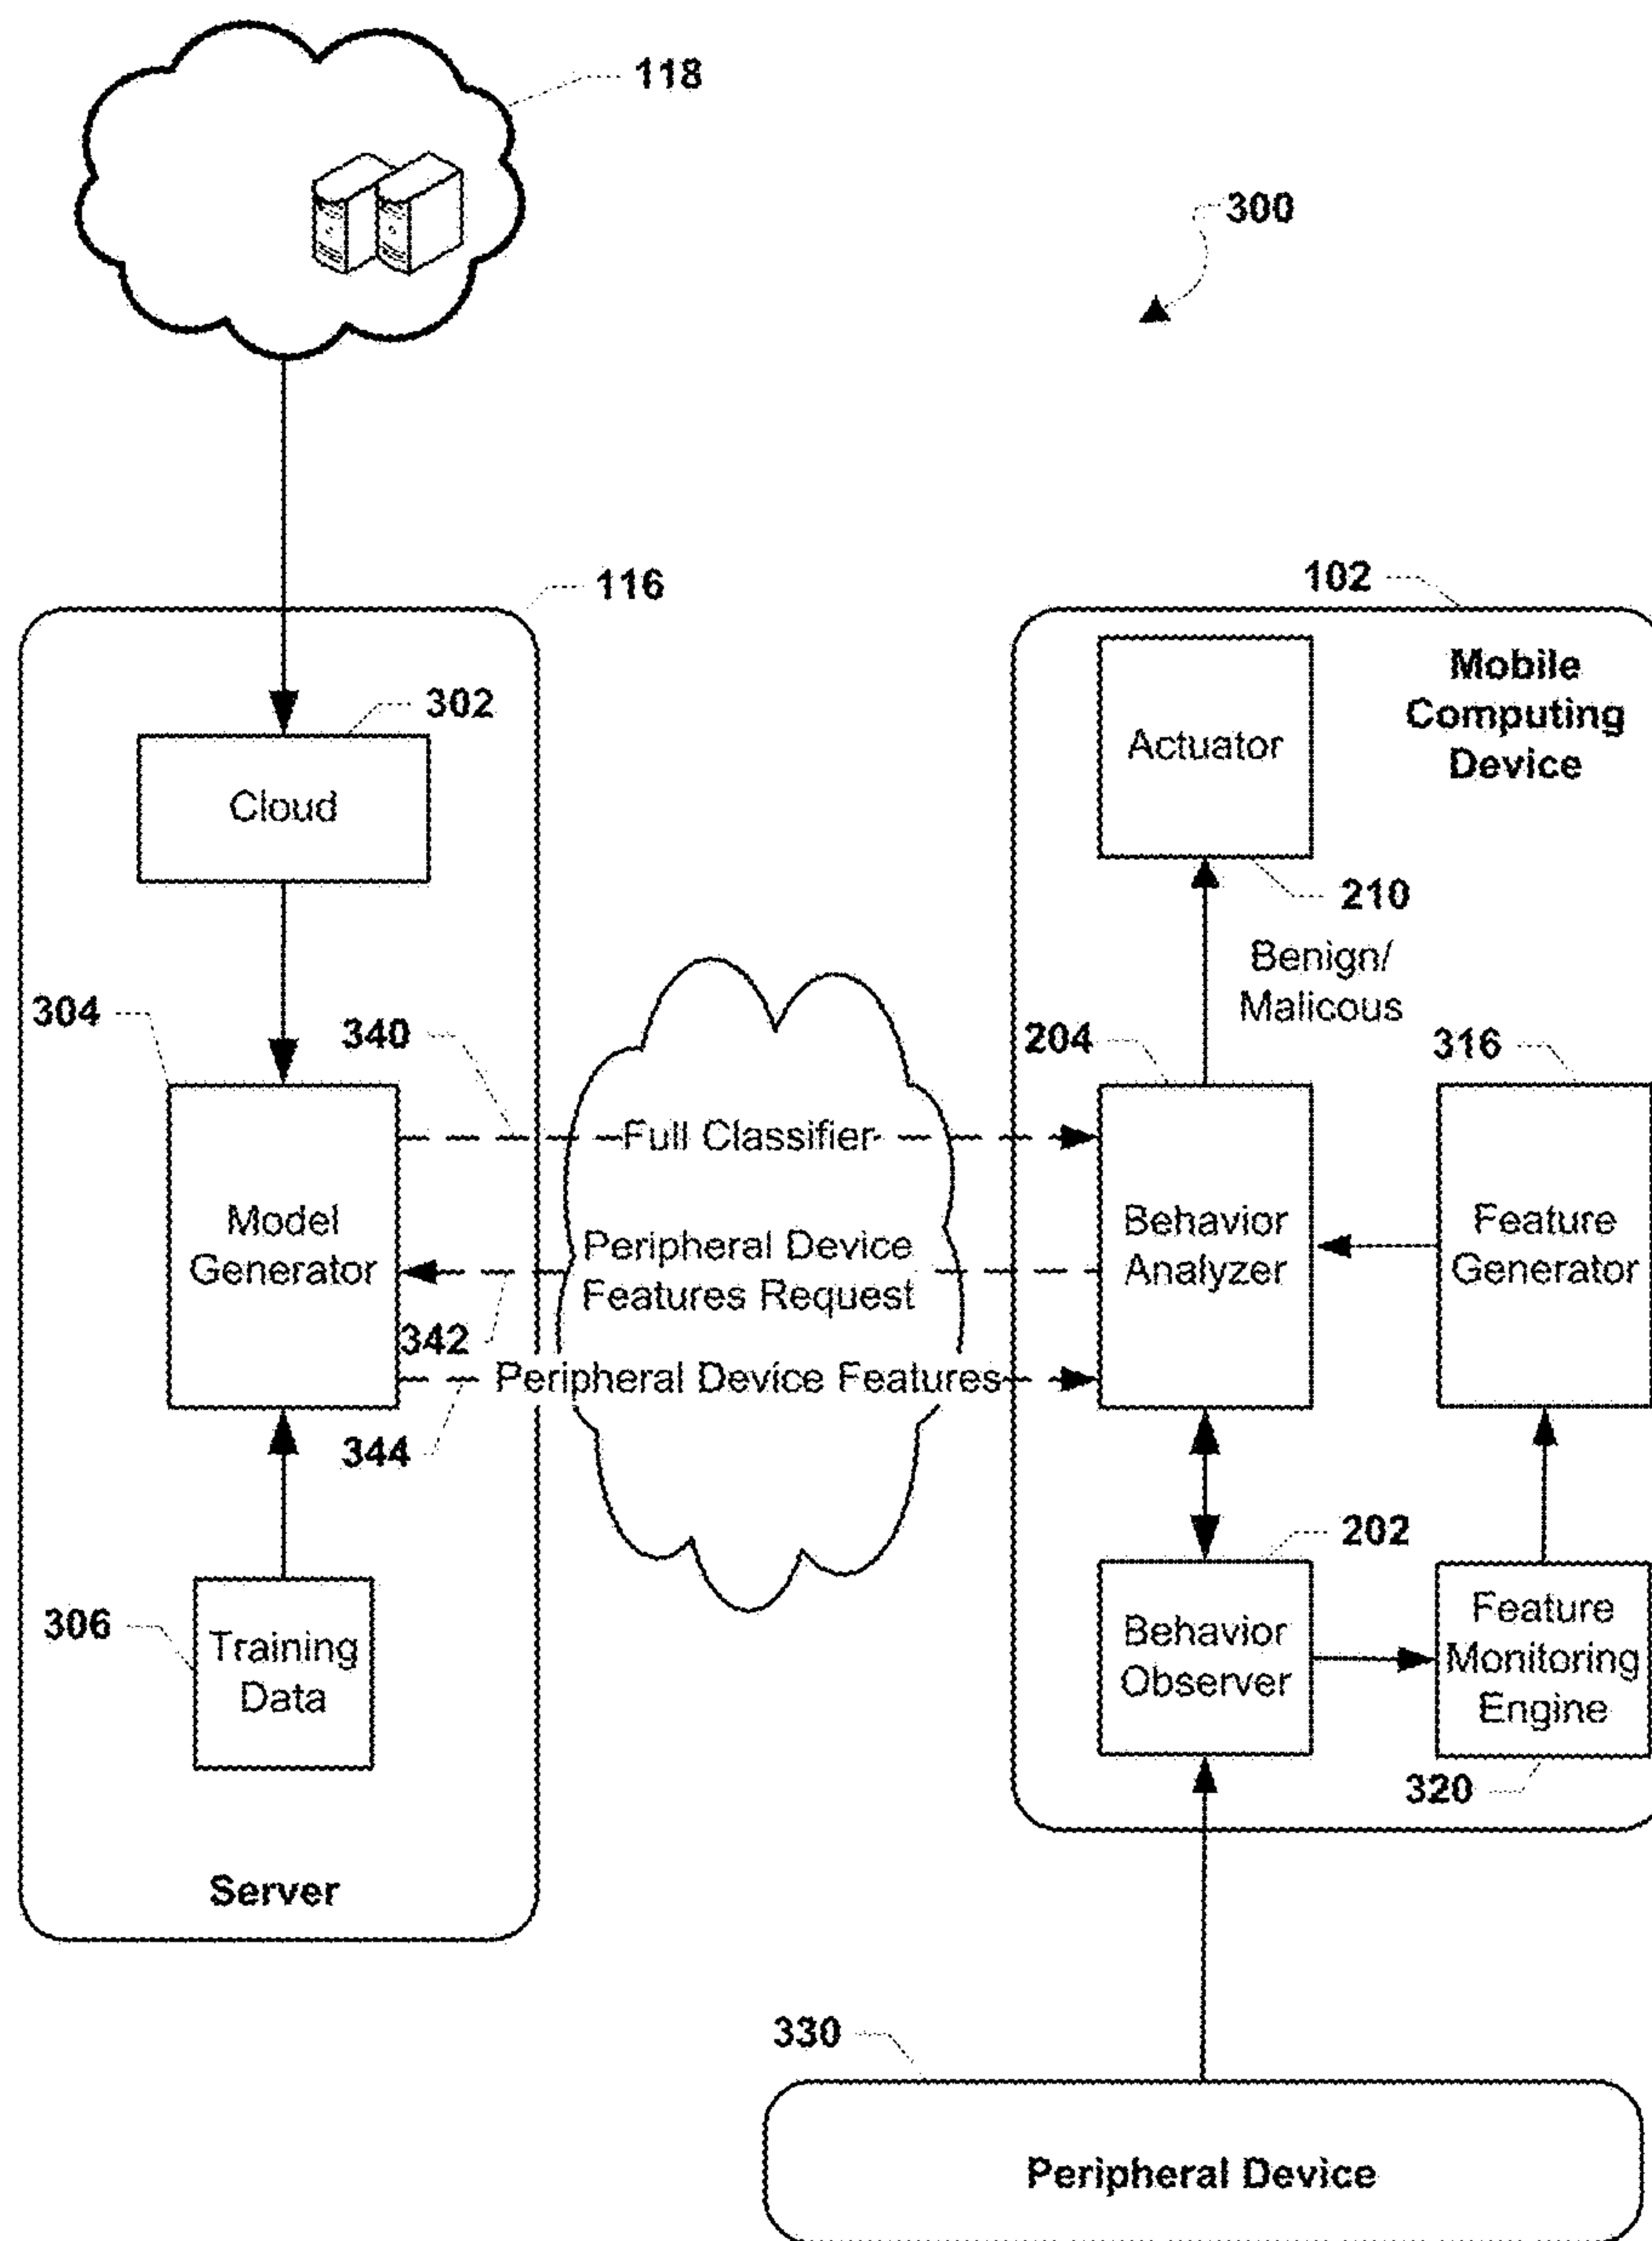 118
300
116
102
Mobile
Computing
Device
302
Cloud
Actuator
210
Benign/
Malicous
304
340
204
316
Full Classifier
Model
Generator
Peripheral Device
Features Request
Behavior
Analyzer
Feature
Generator
342
Peripheral Device Features
344
202
306
Training
Data
Behavior
Observer
Feature
Monitoring
Engine
320
Server
330
Peripheral Device